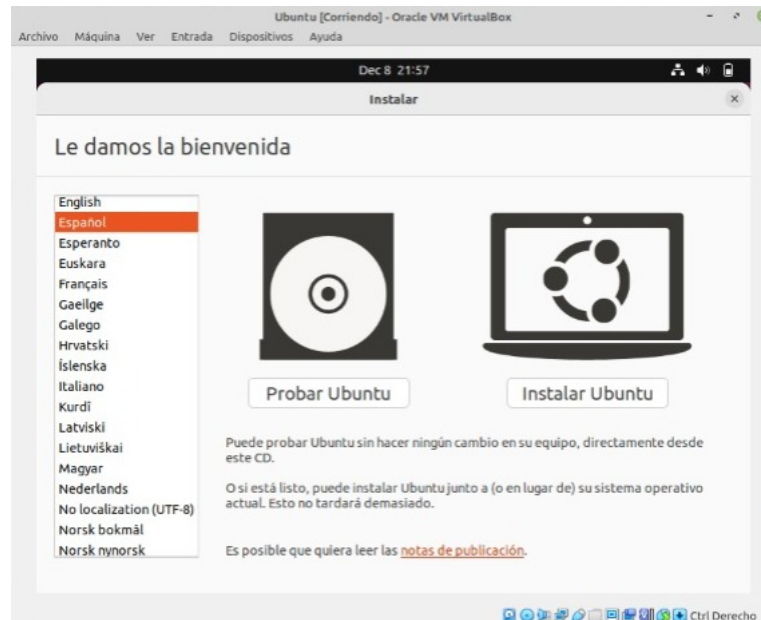 Ubuntu [Corriendo] - Oracle VM VirtualBox
Archivo Máquina Ver Entrada Dispositivos Ayuda
Dec 8 21:57
Instalar
Le damos la bienvenida
English
Español
Esperanto
Euskara
Français
Gaeilge
Galego
Hrvatski
Íslenska
Italiano
Kurdî
Latviski
Lietuviškai
Magyar
Nederlands
No localization (UTF-8)
Norsk bokmål
Norsk nynorsk
Probar Ubuntu
Instalar Ubuntu
Puede probar Ubuntu sin hacer ningún cambio en su equipo, directamente desde
este CD.
O si está listo, puede instalar Ubuntu junto a (o en lugar de) su sistema operativo
actual. Esto no tardará demasiado.
Es posible que quiera leer las notas de publicación.
Ctrl Derecho